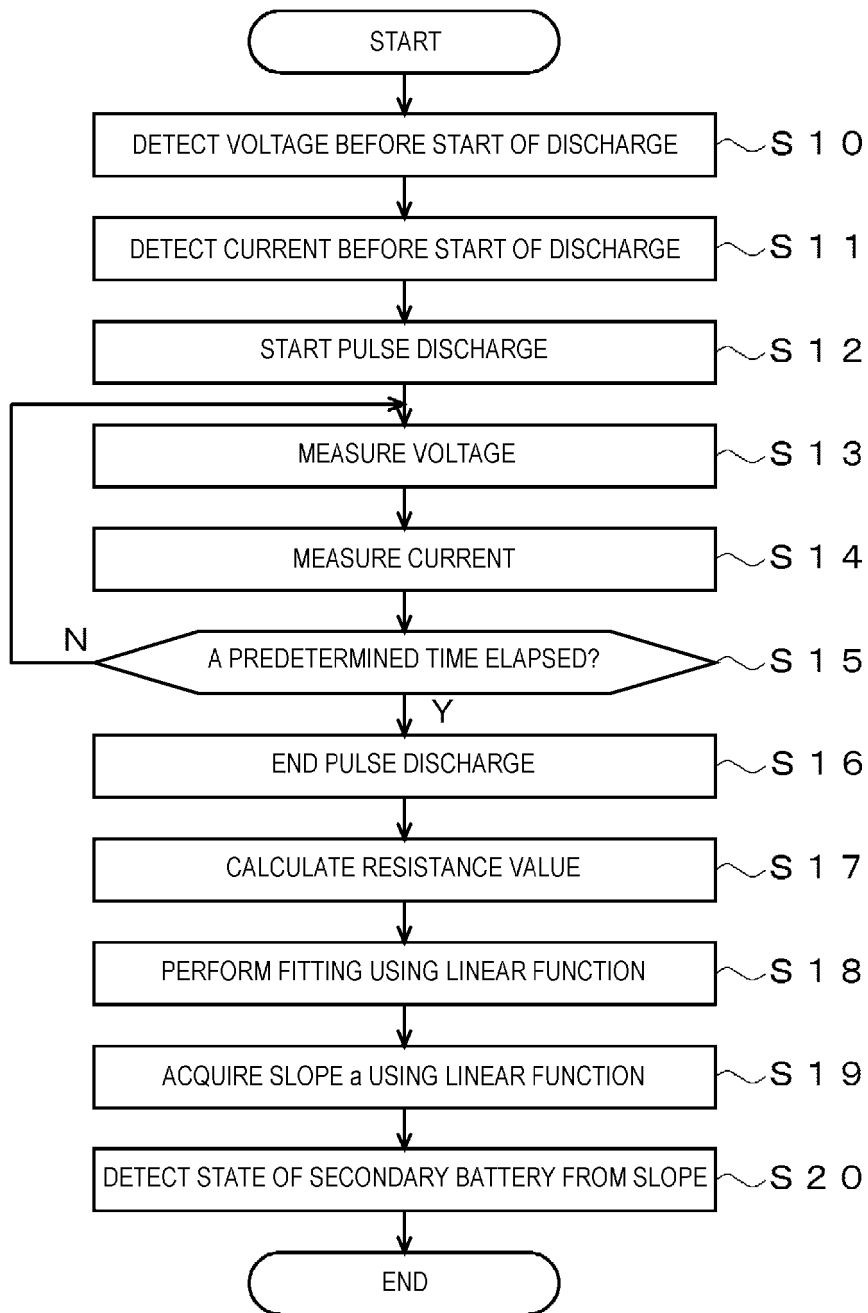 START
DETECT VOLTAGE BEFORE START OF DISCHARGE
S10
DETECT CURRENT BEFORE START OF DISCHARGE
S11
START PULSE DISCHARGE
S12
MEASURE VOLTAGE
S13
MEASURE CURRENT
S14
N
A PREDETERMINED TIME ELAPSED?
S15
Y
END PULSE DISCHARGE
S16
CALCULATE RESISTANCE VALUE
S17
PERFORM FITTING USING LINEAR FUNCTION
S18
ACQUIRE SLOPE a USING LINEAR FUNCTION
S19
DETECT STATE OF SECONDARY BATTERY FROM SLOPE
S20
END